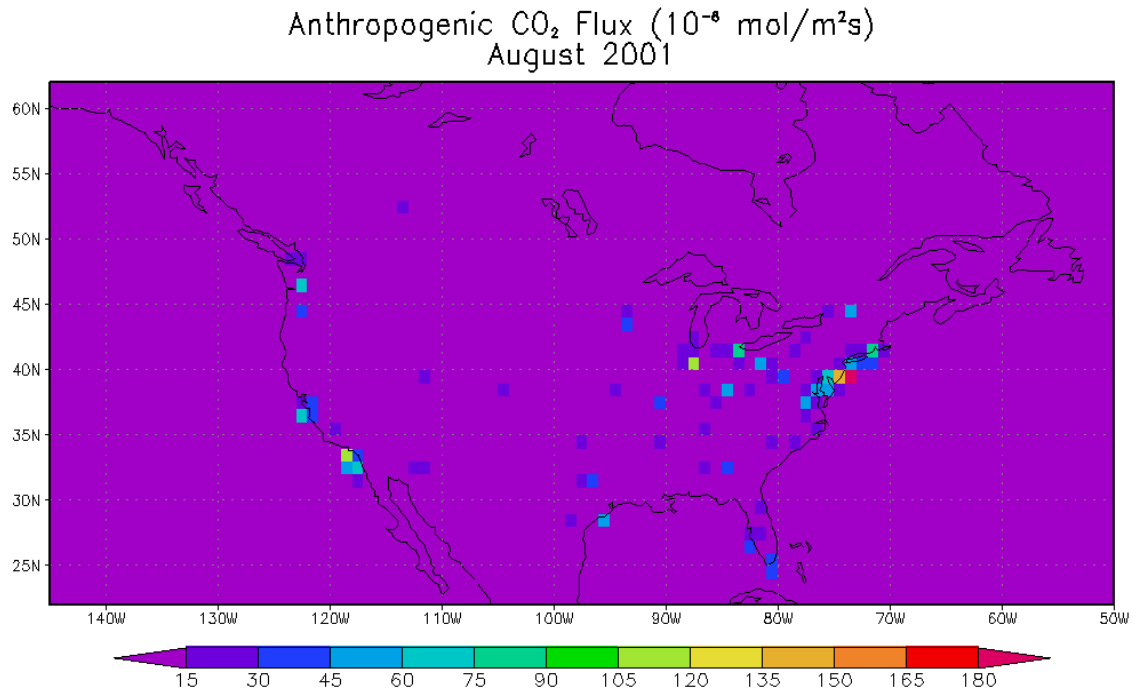 Anthropogenic CO₂ Flux (10⁻⁶ mol/m²s)
August 2001
60N
55N
50N
45N
40N
35N
30N
25N
140W 130W 120W 110W 100W 90W 80W 70W 60W 50W
15 30 45 60 75 90 105 120 135 150 165 180